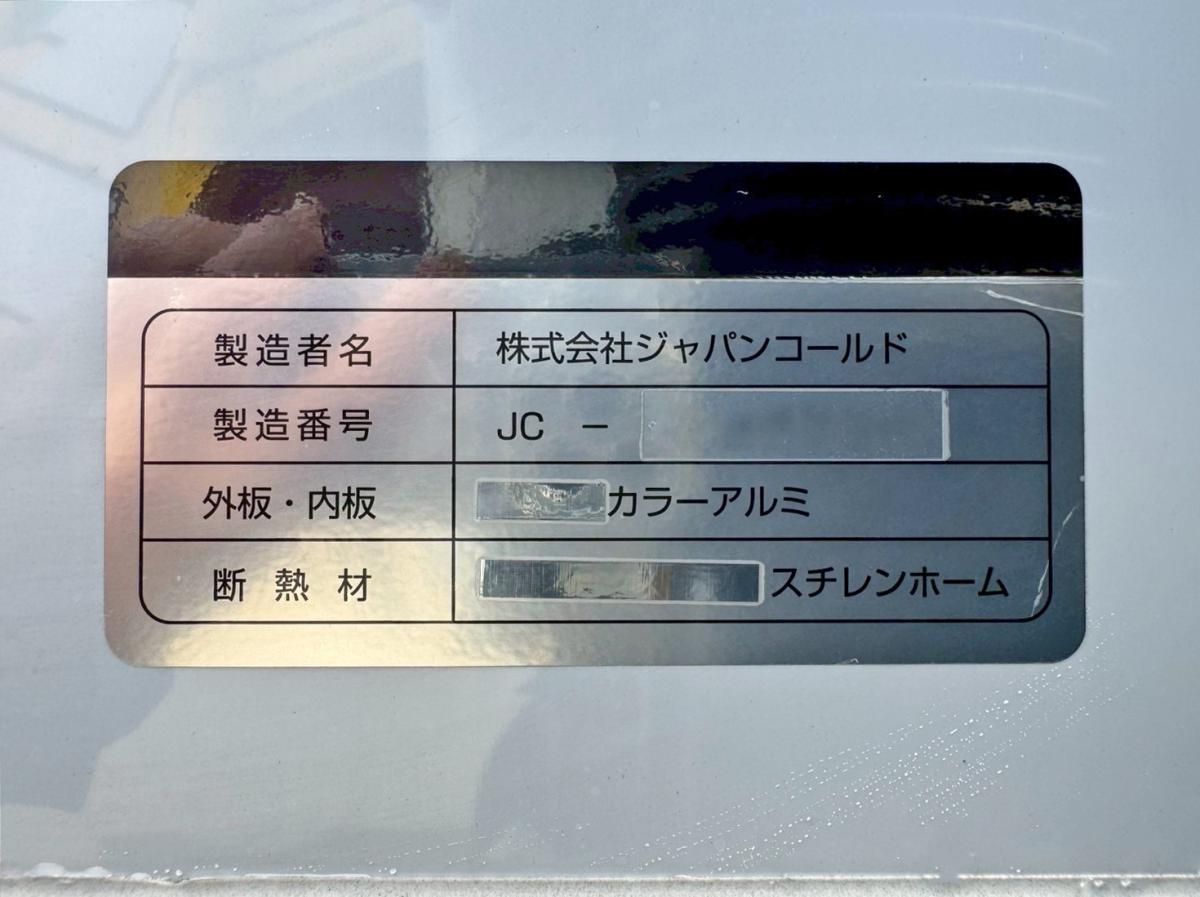 製造者名 株式会社ジャパンコールド
製造番号 JC －
外板・内板 カラーアルミ
断熱材 スチレンホーム